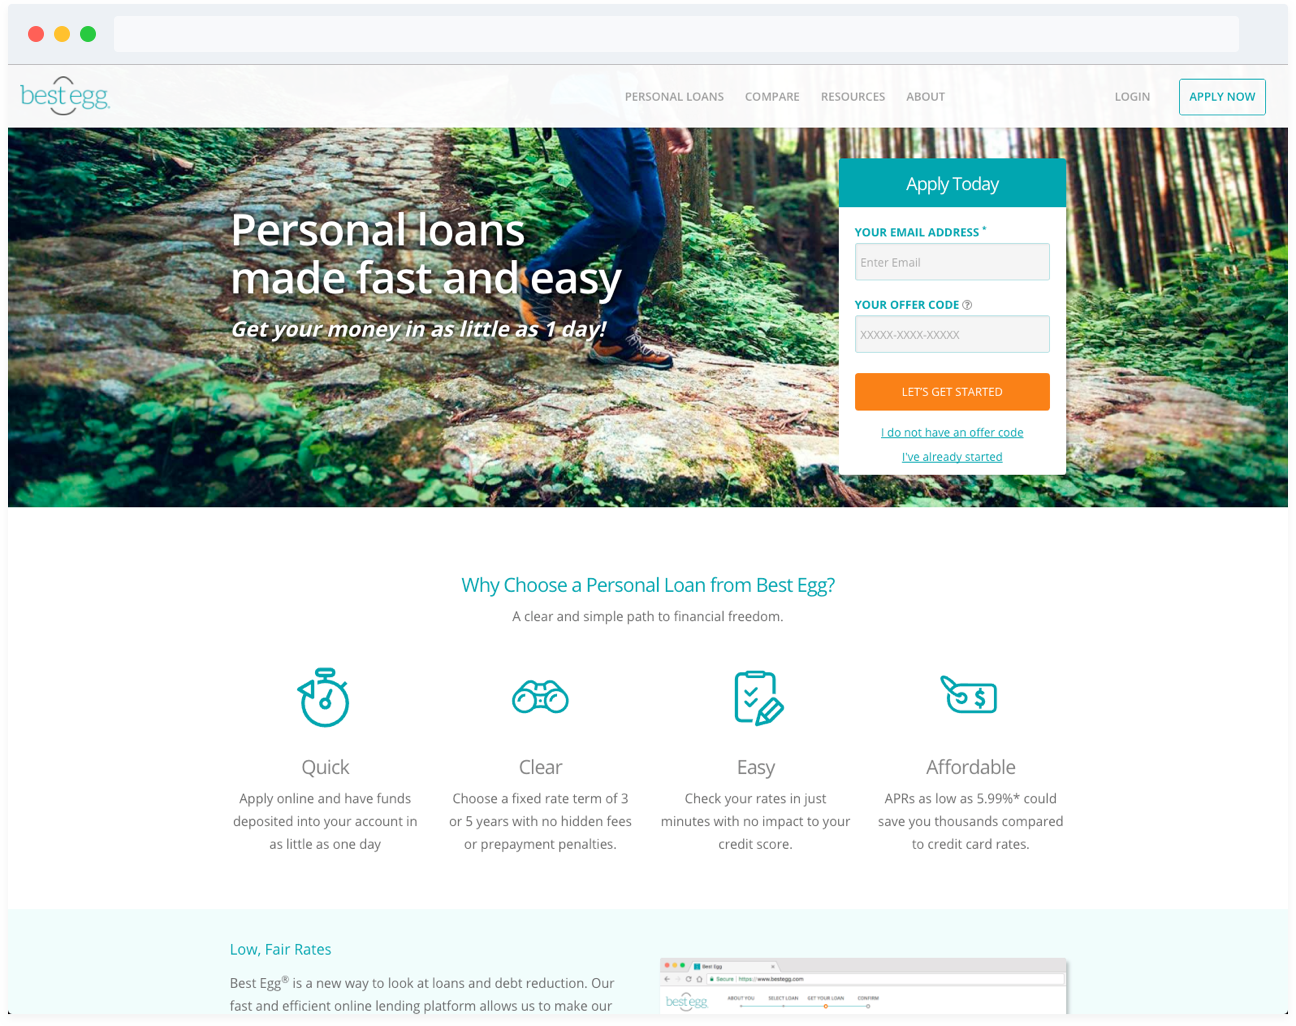 best egg.
PERSONAL LOANS COMPARE RESOURCES ABOUT LOGIN APPLY NOW
Personal loans
made fast and easy
Get your money in as little as 1 day!
Apply Today
YOUR EMAIL ADDRESS *
Enter Email
YOUR OFFER CODE ?
XXXXX-XXXX-XXXXX
LET'S GET STARTED
I do not have an offer code
I've already started
Why Choose a Personal Loan from Best Egg?
A clear and simple path to financial freedom.
Quick
Apply online and have funds
deposited into your account in
as little as one day
Clear
Choose a fixed rate term of 3
or 5 years with no hidden fees
or prepayment penalties.
Easy
Check your rates in just
minutes with no impact to your
credit score.
$
Affordable
APRs as low as 5.99%* could
save you thousands compared
to credit card rates.
Low, Fair Rates
Best Egg® is a new way to look at loans and debt reduction. Our
fast and efficient online lending platform allows us to make our
Best Egg
Secure https://www.bestegg.com
best egg
ABOUT YOU SELECT LOAN GET YOUR LOAN CONFIRM